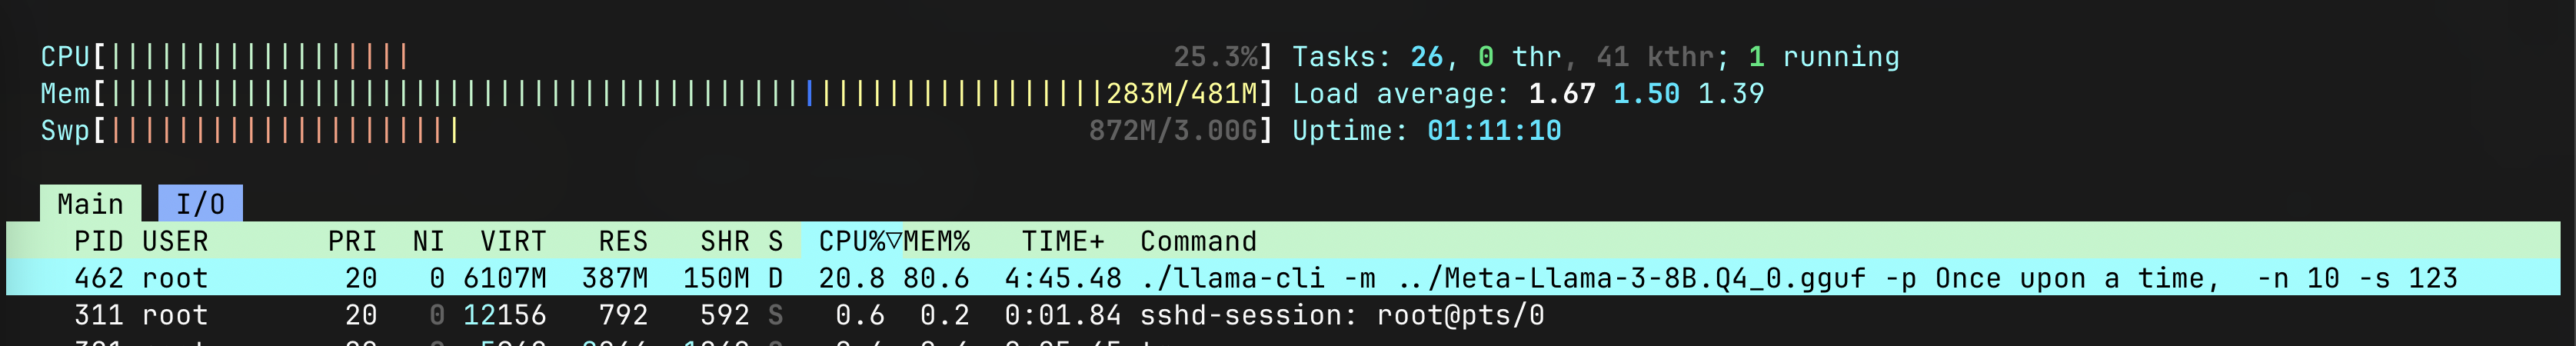 CPU[|||||||||||||||||| 25.3%] Tasks: 26, 0 thr, 41 kthr; 1 running
Mem[|||||||||||||||||||||||||||||||||||||||||||||||||||||||||||283M/481M] Load average: 1.67 1.50 1.39
Swp[||||||||||||||||||||| 872M/3.00G] Uptime: 01:11:10
Main I/O
PID USER PRI NI VIRT RES SHR S CPU%▽MEM% TIME+ Command
462 root 20 0 6107M 387M 150M D 20.8 80.6 4:45.48 ./llama-cli -m ../Meta-Llama-3-8B.Q4_0.gguf -p Once upon a time, -n 10 -s 123
311 root 20 0 12156 792 592 S 0.6 0.2 0:01.84 sshd-session: root@pts/0